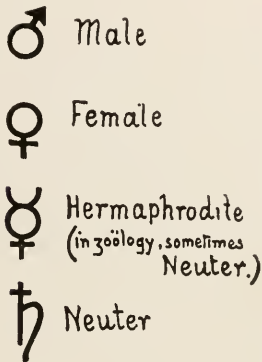 ♂ Male
♀ Female
☿ Hermaphrodite
(in zoölogy, sometimes
Neuter.)
♄ Neuter